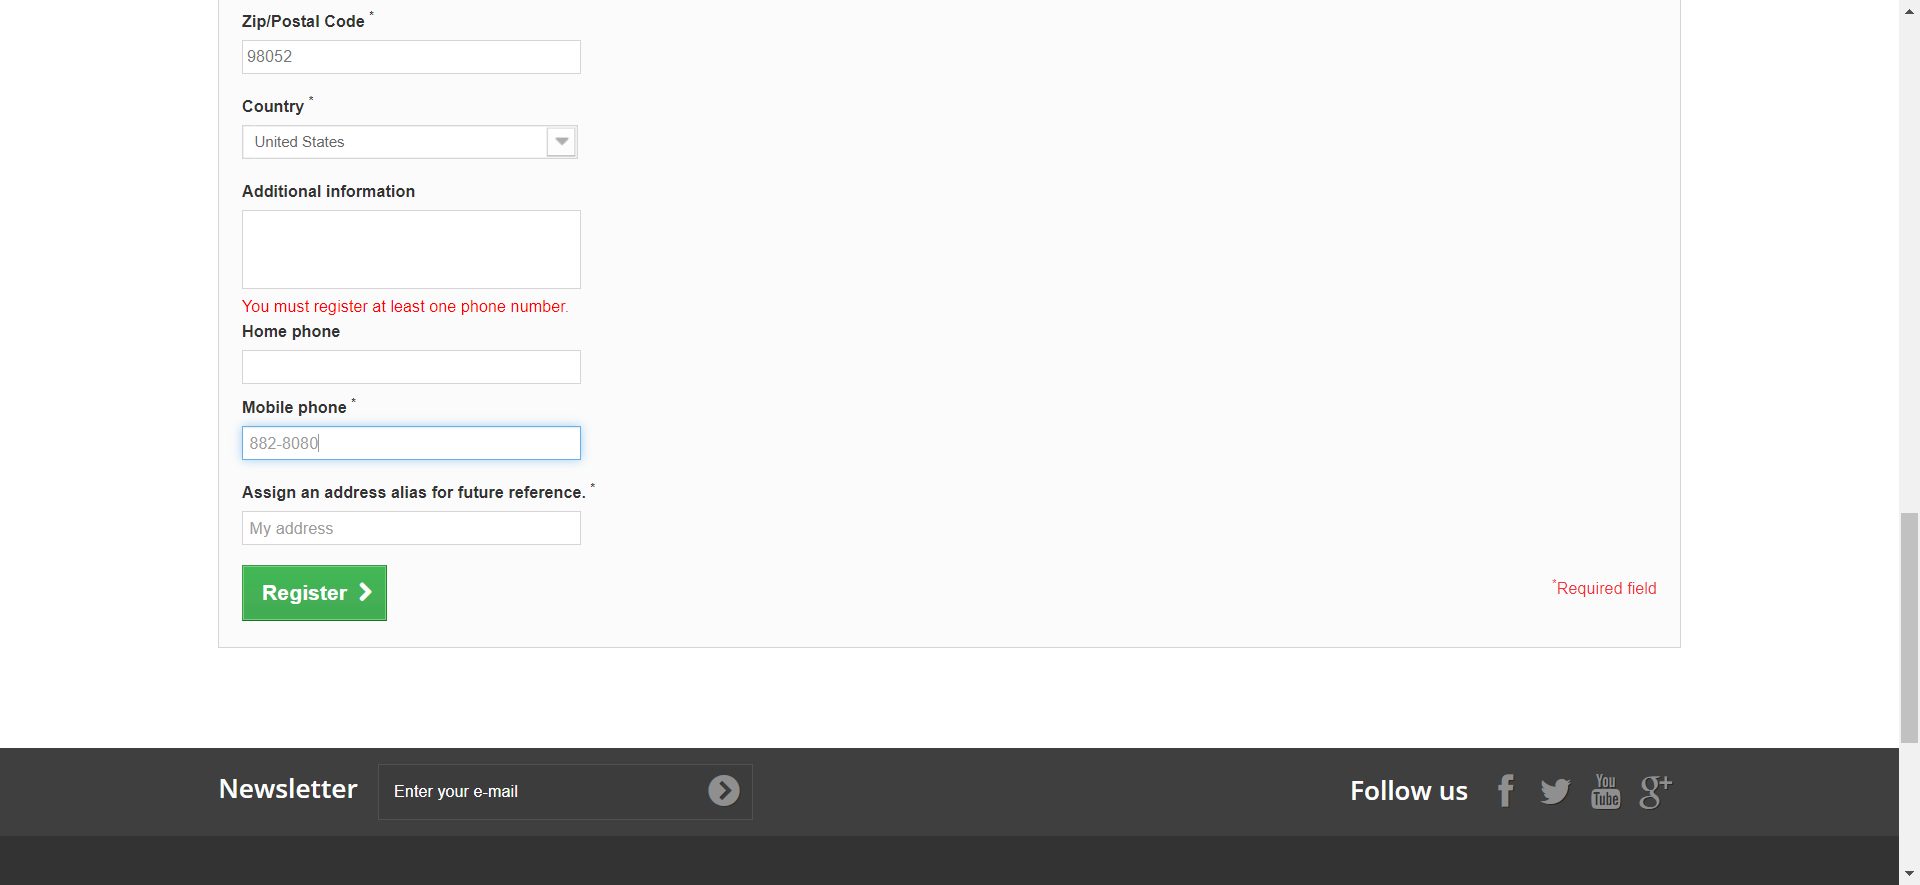 Zip/Postal Code *
98052
Country *
United States
Additional information
You must register at least one phone number.
Home phone
Mobile phone *
882-8080
Assign an address alias for future reference. *
My address
Register
*Required field
Newsletter
Enter your e-mail
Follow us
f
You
Tube
g+